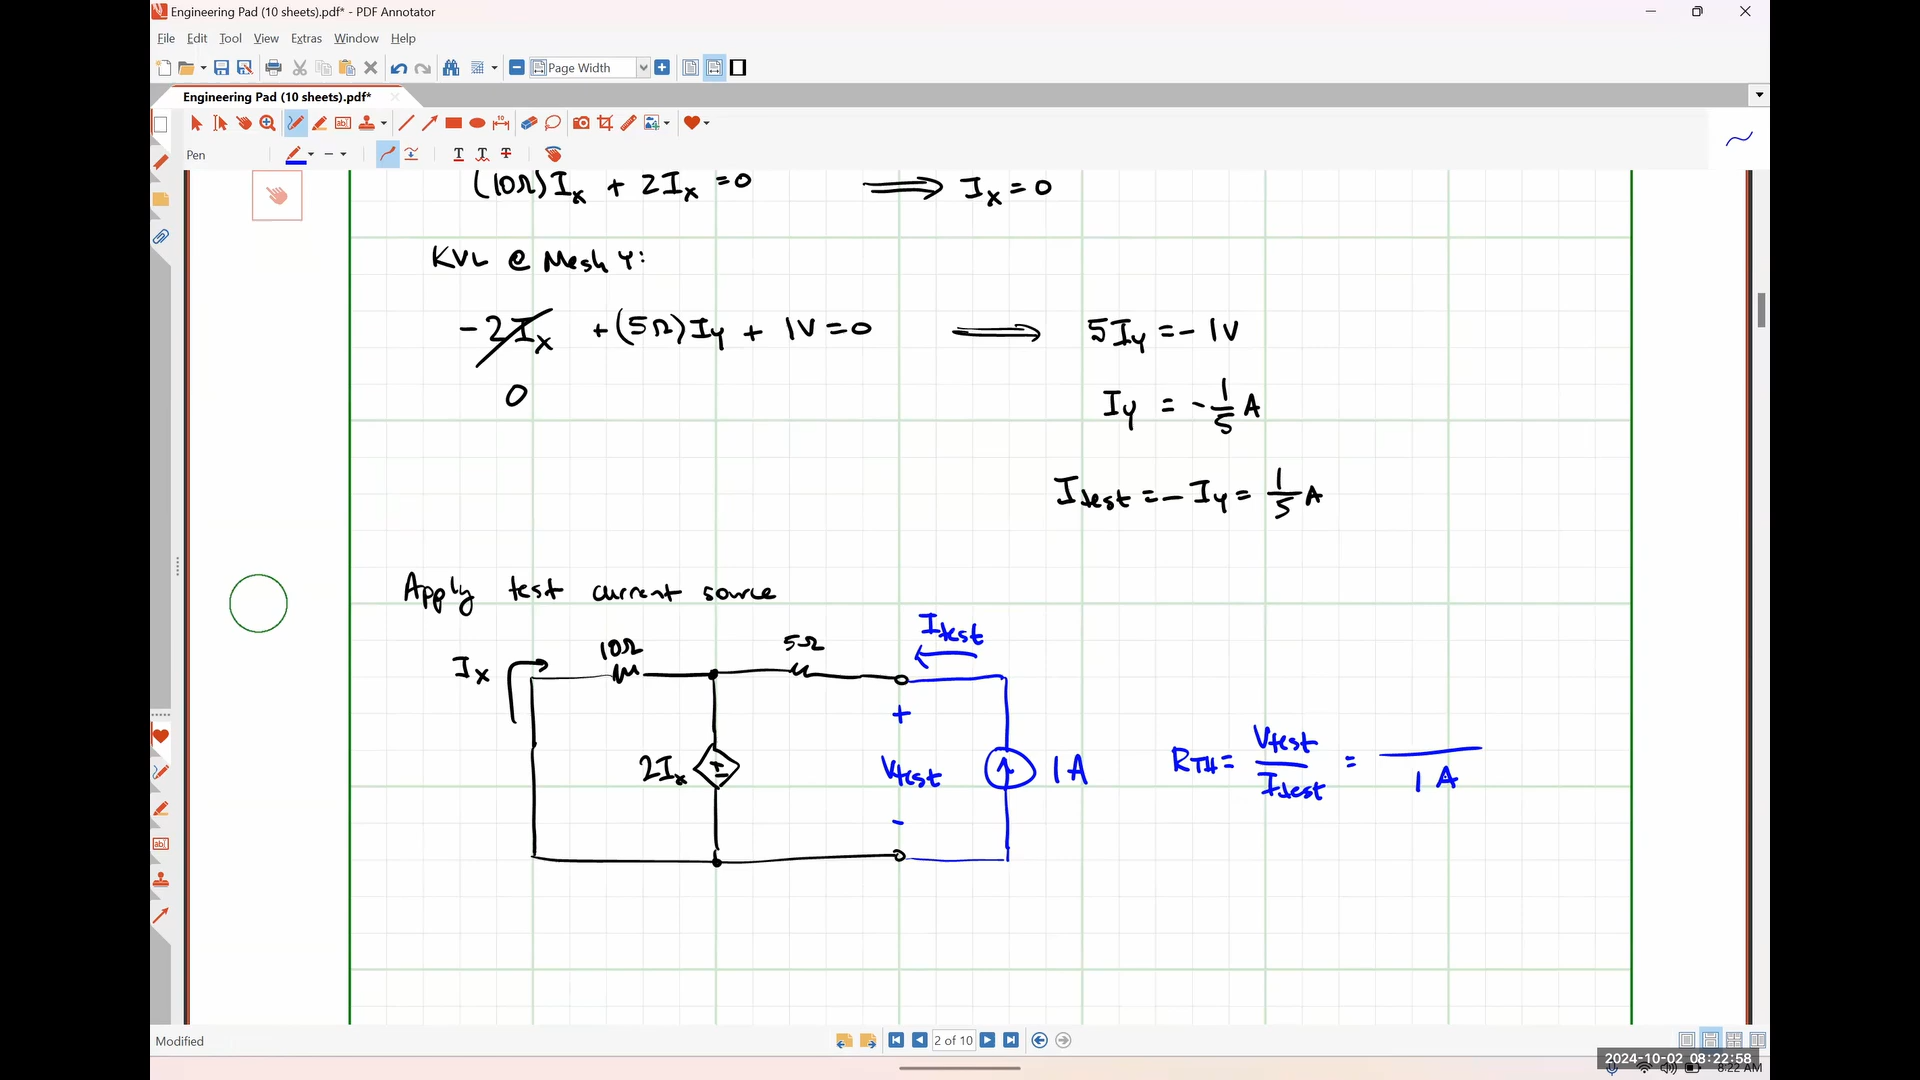 Engineering Pad (10 sheets).pdf* - PDF Annotator
File Edit Tool View Extras Window Help
Page Width
Engineering Pad (10 sheets).pdf*
Pen
(10Ω)Ix + 2Ix = 0 ⟹ Ix = 0
KVL @ Mesh Y:
-2Ix + (5Ω)Iy + 1V = 0 ⟹ 5Iy = -1V
0
Iy = -1/5 A
Itest = -Iy = 1/5 A
Apply test current source
Itest
10Ω 5Ω
Ix
+
2Ix
+
-
Vtest
1A
RTH = Vtest/Itest = /1A
-
Modified
2 of 10
2024-10-02 08:22:58
8:22 AM